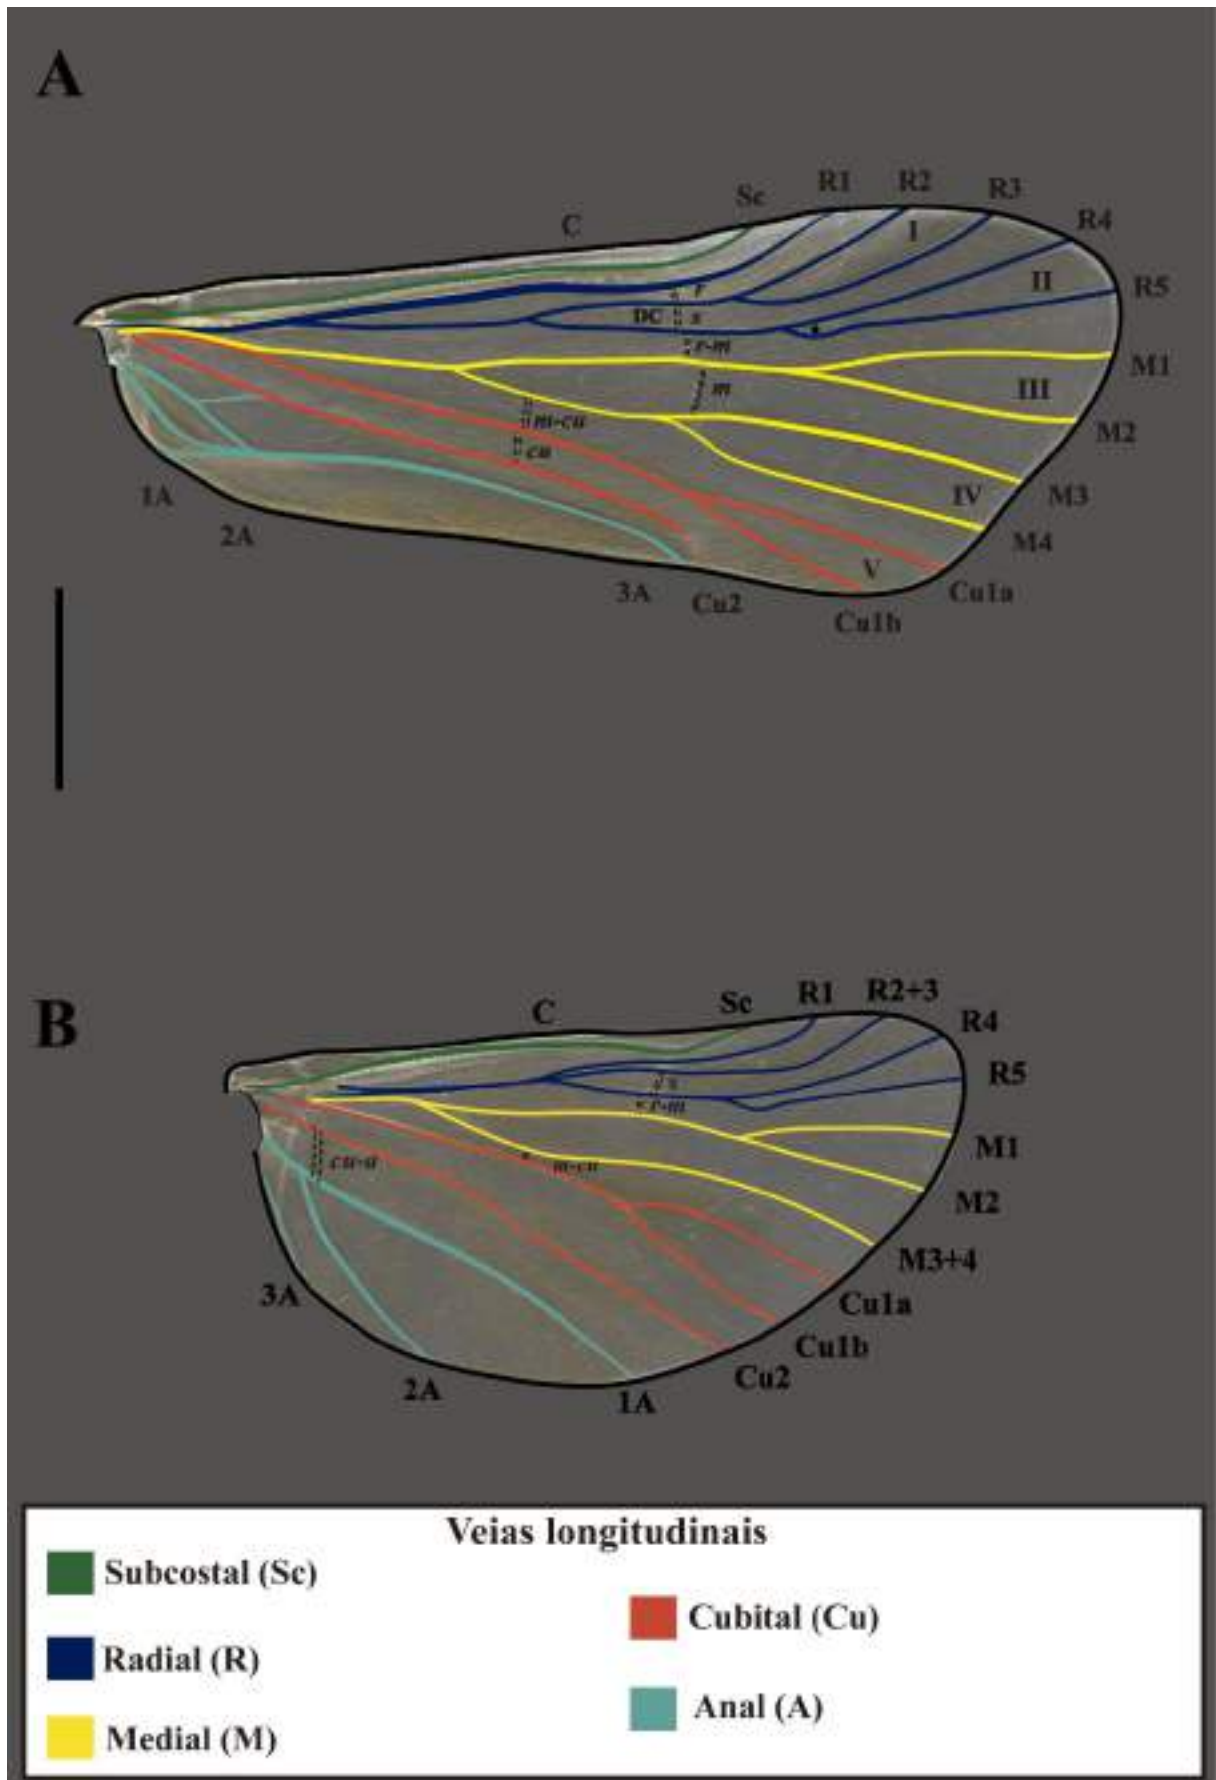 A
C
Sc
R1
R2
R3
R4
R5
I
II
III
IV
V
DC
r
s
r-m
m
m-cu
cu
M1
M2
M3
M4
Cu1a
Cu1b
Cu2
3A
2A
1A
B
C
Sc
R1
R2+3
R4
R5
s
r-m
m-cu
cu-a
M1
M2
M3+4
Cu1a
Cu1b
Cu2
1A
2A
3A
Veias longitudinais
Subcostal (Sc)
Radial (R)
Medial (M)
Cubital (Cu)
Anal (A)